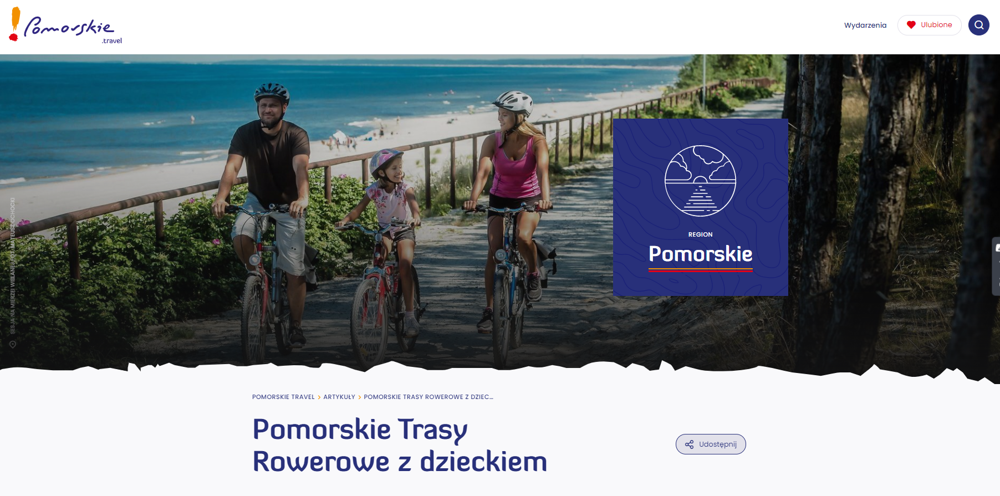 Pomorskie
.travel
Wydarzenia
Ulubione
REGION
Pomorskie
SESJA NA MIERZEI WIŚLANEJ FOT. MATEUSZ OCHOCKI
POMORSKIE TRAVEL > ARTYKUŁY > POMORSKIE TRASY ROWEROWE Z DZIEC...
Pomorskie Trasy
Rowerowe z dzieckiem
Udostępnij